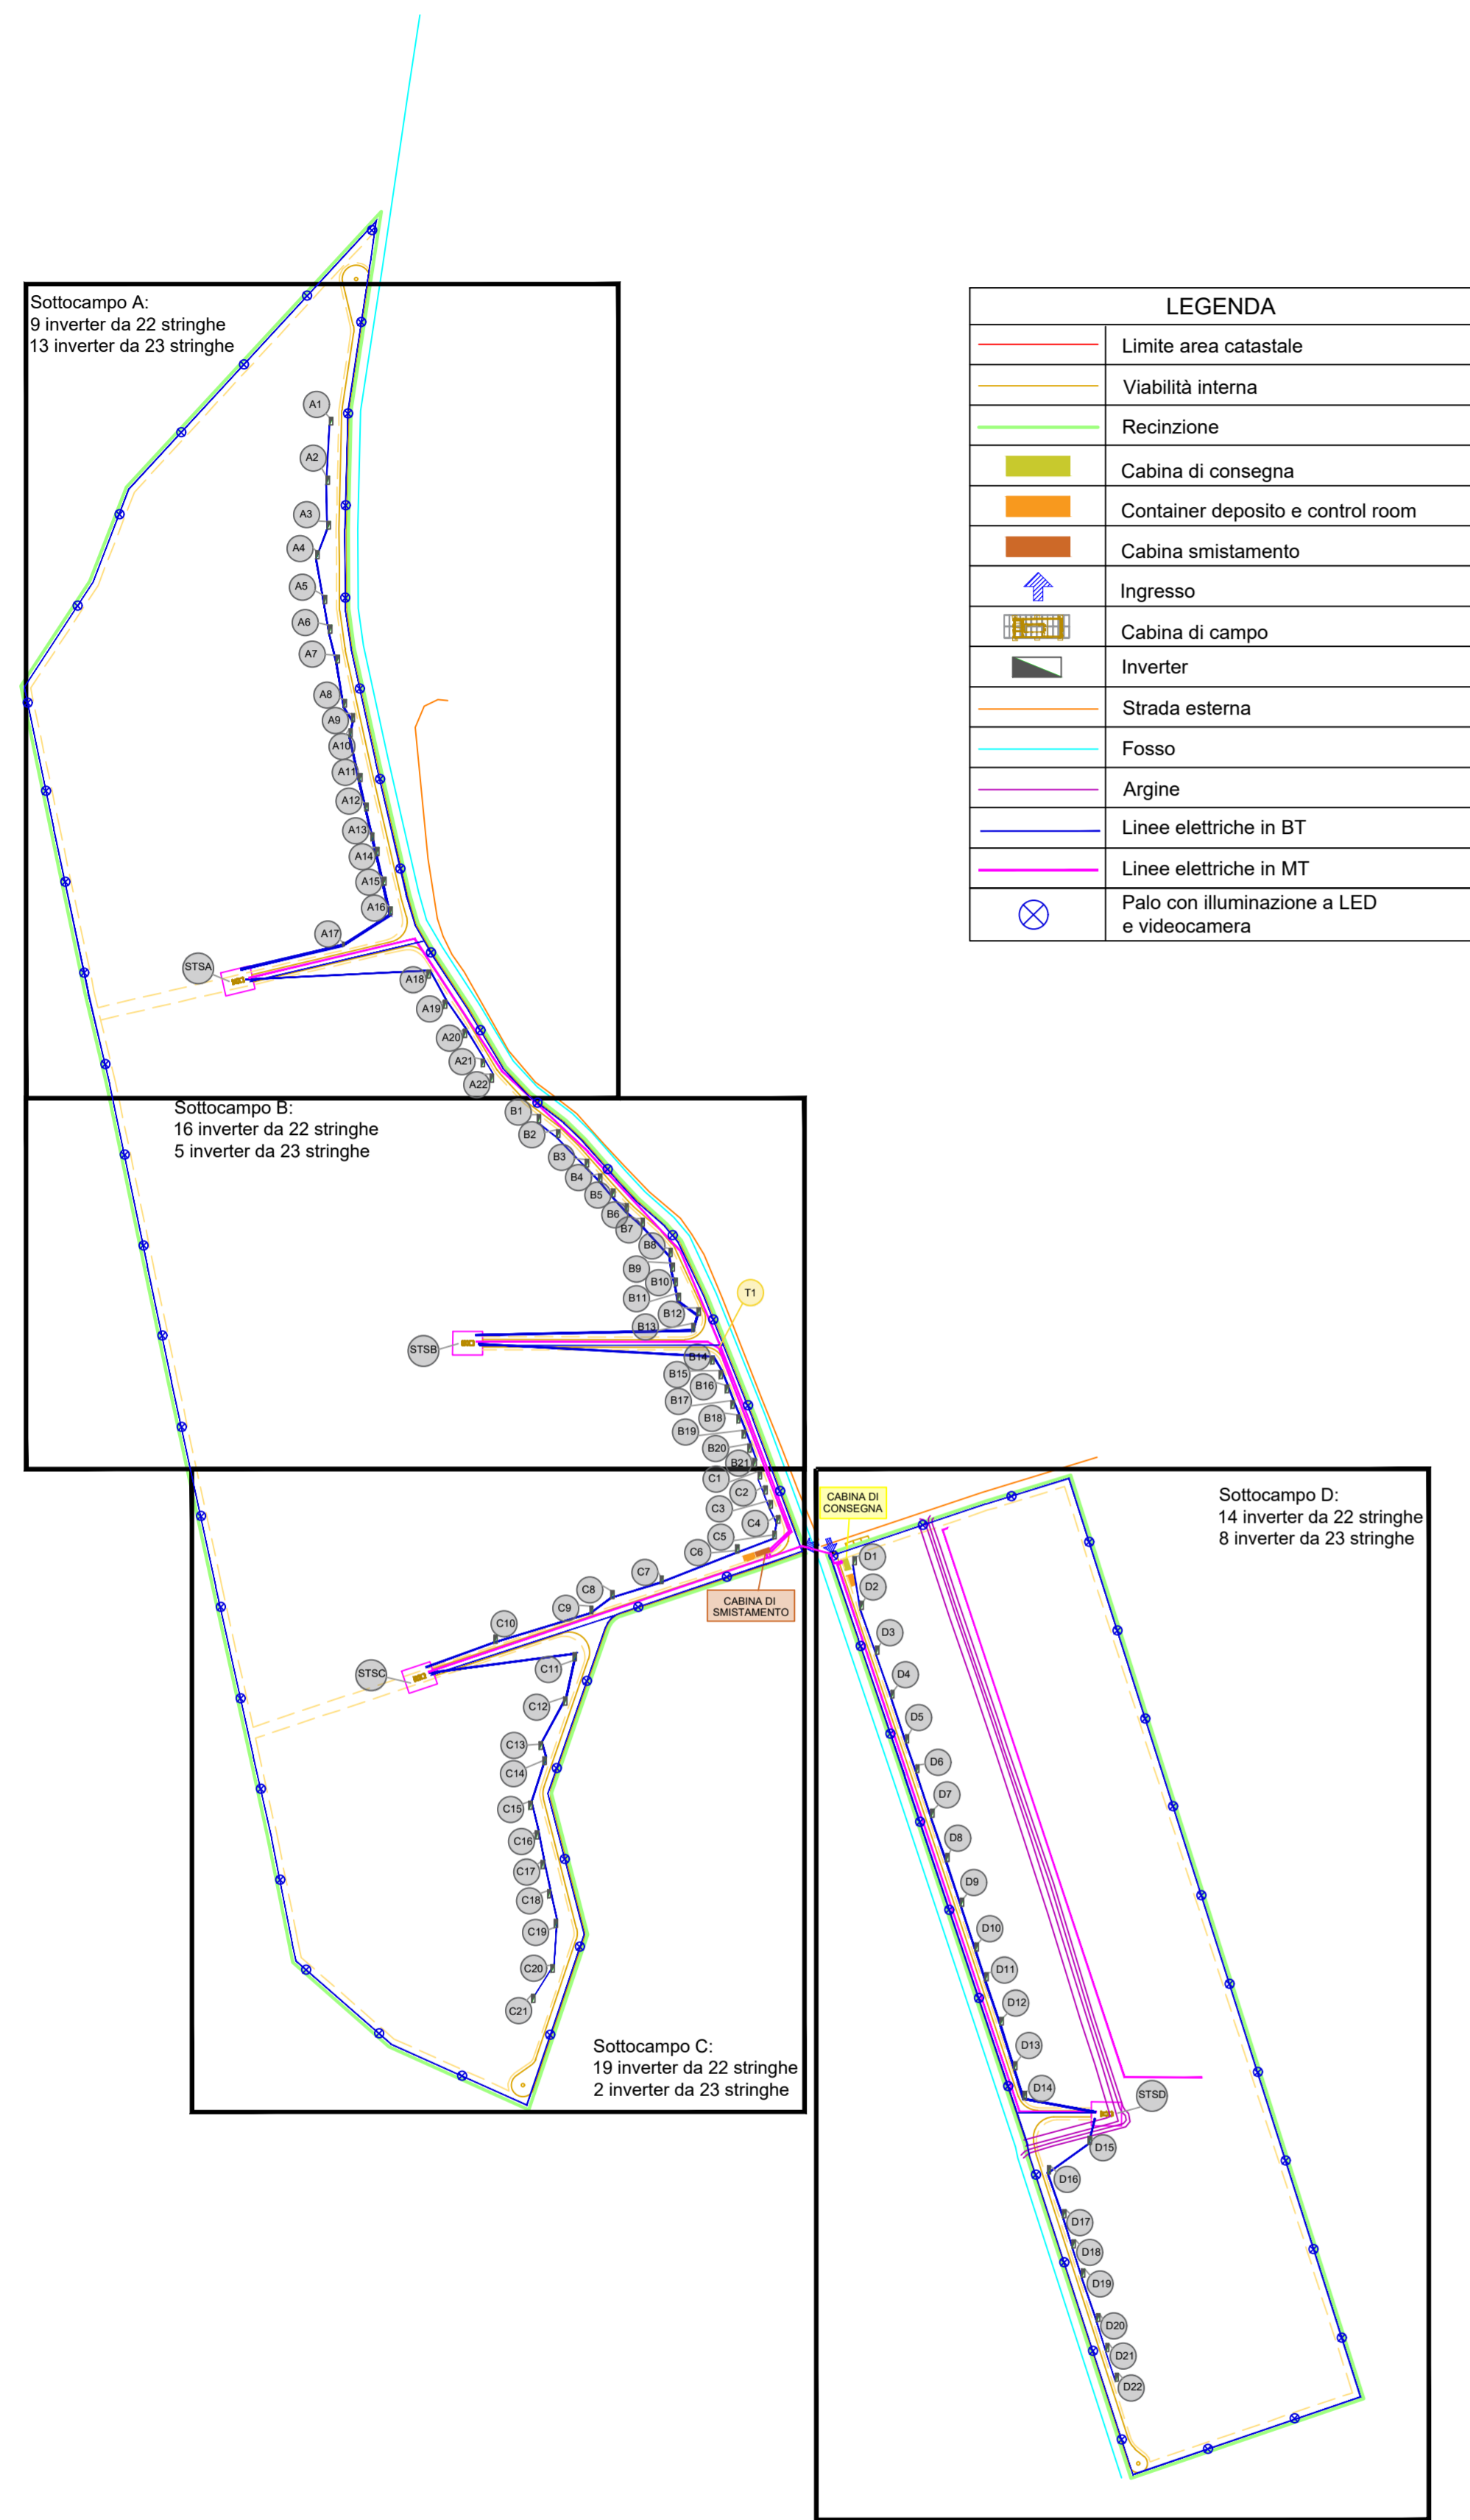 Sottocampo A:
9 inverter da 22 stringhe
13 inverter da 23 stringhe
LEGENDA
Limite area catastale
Viabilità interna
Recinzione
Cabina di consegna
Container deposito e control room
Cabina smistamento
Ingresso
Cabina di campo
Inverter
Strada esterna
Fosso
Argine
Linee elettriche in BT
Linee elettriche in MT
Palo con illuminazione a LED
e videocamera
A1
A2
A3
A4
A5
A6
A7
A8
A9
A10
A11
A12
A13
A14
A15
A16
A17
STSA
A18
A19
A20
A21
A22
Sottocampo B:
16 inverter da 22 stringhe
5 inverter da 23 stringhe
B1
B2
B3
B4
B5
B6
B7
B8
B9
B10
B11
B12
B13
T1
STSB
B14
B15
B16
B17
B18
B19
B20
B21
C1
C2
C3
C4
C5
C6
C7
C8
C9
C10
CABINA DI
SMISTAMENTO
STSC
C11
C12
C13
C14
C15
C16
C17
C18
C19
C20
C21
Sottocampo C:
19 inverter da 22 stringhe
2 inverter da 23 stringhe
CABINA DI
CONSEGNA
Sottocampo D:
14 inverter da 22 stringhe
8 inverter da 23 stringhe
D1
D2
D3
D4
D5
D6
D7
D8
D9
D10
D11
D12
D13
D14
STSD
D15
D16
D17
D18
D19
D20
D21
D22